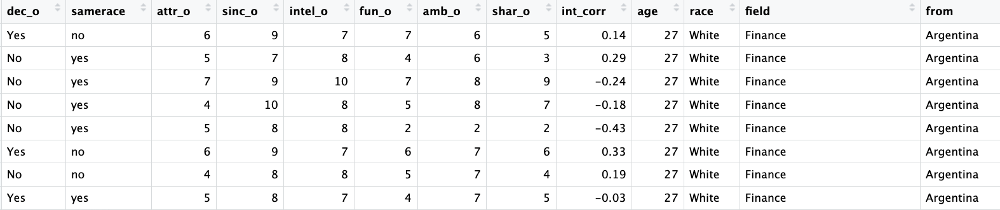 dec_o samerace attr_o sinc_o intel_o fun_o amb_o shar_o int_corr age race field from
Yes no 6 9 7 7 6 5 0.14 27 White Finance Argentina
No yes 5 7 8 4 6 3 0.29 27 White Finance Argentina
No yes 7 9 10 7 8 9 −0.24 27 White Finance Argentina
No yes 4 10 8 5 8 7 −0.18 27 White Finance Argentina
No yes 5 8 8 2 2 2 −0.43 27 White Finance Argentina
Yes no 6 9 7 6 7 6 0.33 27 White Finance Argentina
No no 4 8 8 5 7 4 0.19 27 White Finance Argentina
Yes yes 5 8 7 4 7 5 −0.03 27 White Finance Argentina